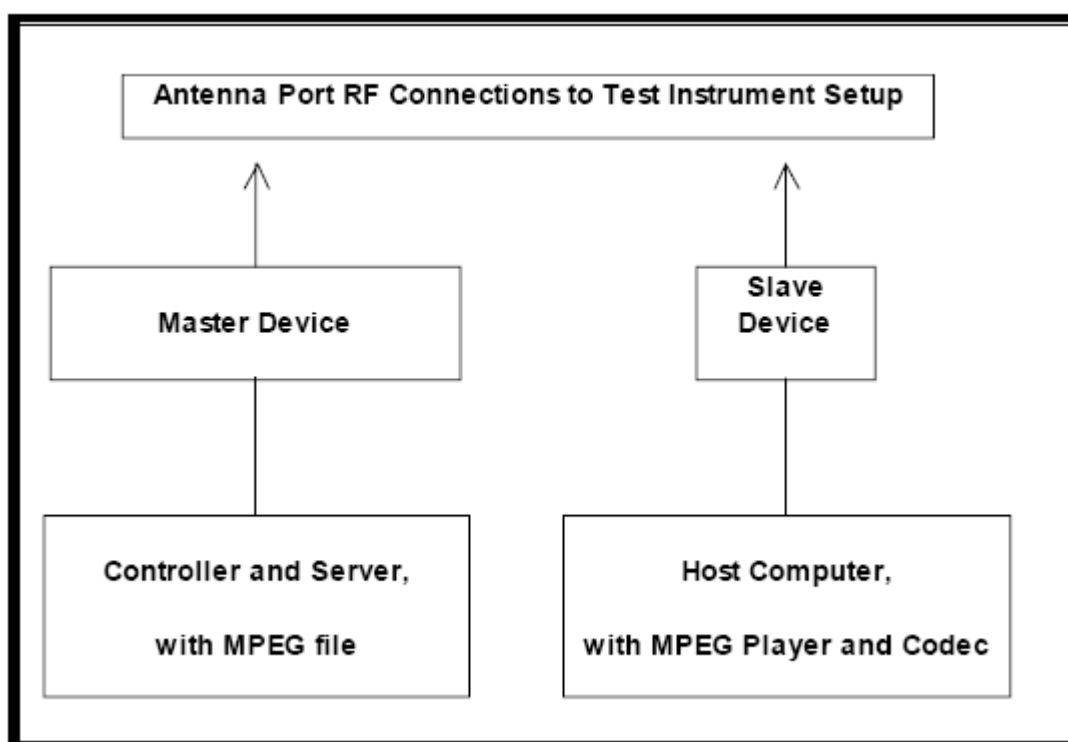 Antenna Port RF Connections to Test Instrument Setup
Master Device
Slave
Device
Controller and Server,
with MPEG file
Host Computer,
with MPEG Player and Codec